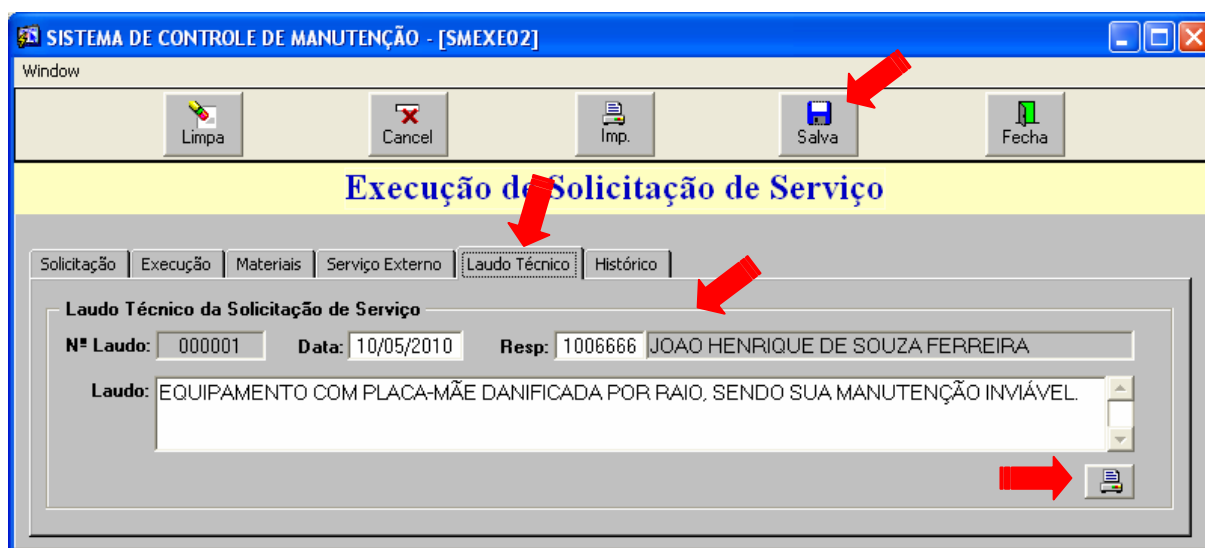 SISTEMA DE CONTROLE DE MANUTENÇÃO - [SMEXE02]
Window
Limpa Cancel Imp. Salva Fecha
Execução de Solicitação de Serviço
Solicitação Execução Materiais Serviço Externo Laudo Técnico Histórico
Laudo Técnico da Solicitação de Serviço
Nº Laudo: 000001 Data: 10/05/2010 Resp: 1006666 JOAO HENRIQUE DE SOUZA FERREIRA
Laudo: EQUIPAMENTO COM PLACA-MÃE DANIFICADA POR RAIO, SENDO SUA MANUTENÇÃO INVIÁVEL.